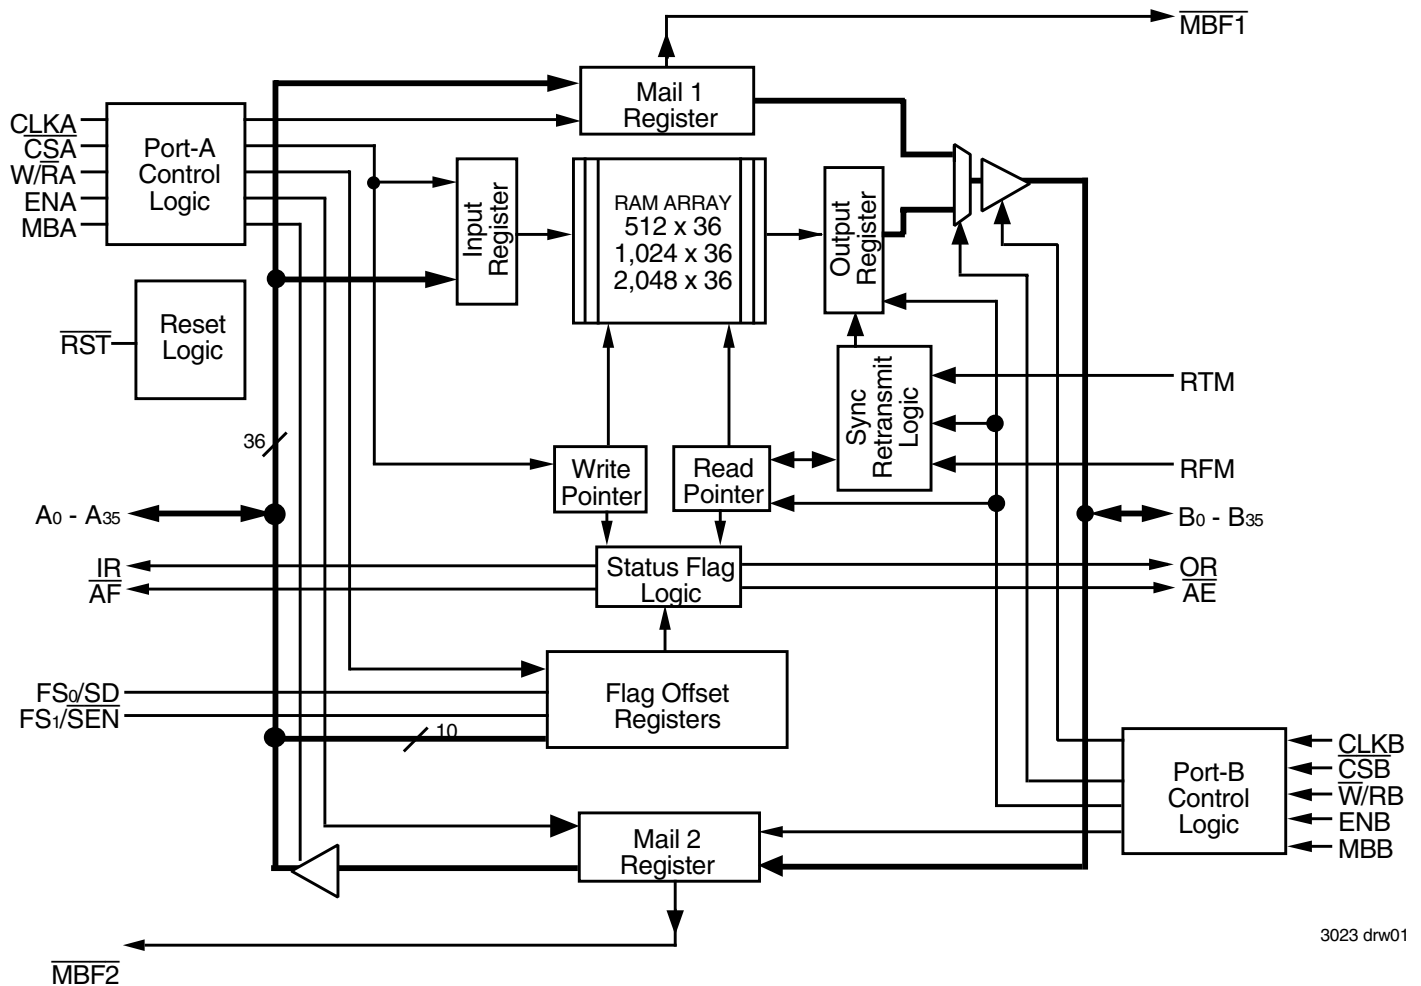 MBF1
Mail 1
Register
CLKA
CSA
W/RA
ENA
MBA
Port-A
Control
Logic
Input
Register
RAM ARRAY
512 x 36
1,024 x 36
2,048 x 36
Output
Register
RST
Reset
Logic
Sync
Retransmit
Logic
RTM
RFM
36
Write
Pointer
Read
Pointer
A0 - A35
B0 - B35
IR
AF
Status Flag
Logic
OR
AE
FS0/SD
FS1/SEN
Flag Offset
Registers
10
Port-B
Control
Logic
CLKB
CSB
W/RB
ENB
MBB
Mail 2
Register
MBF2
3023 drw01